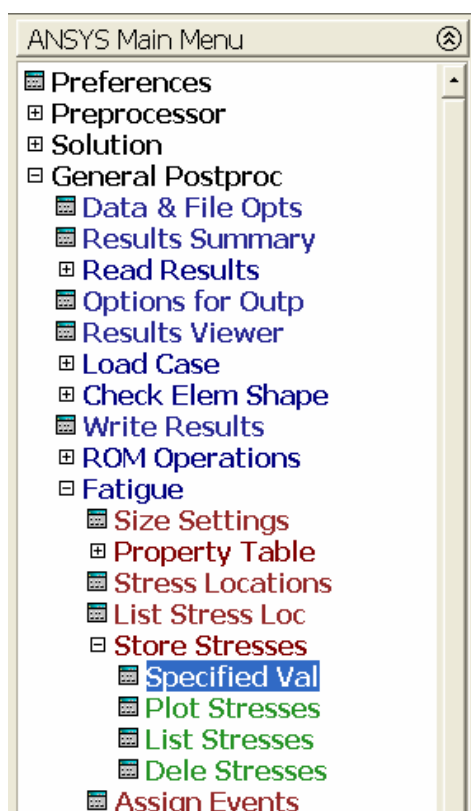 ANSYS Main Menu
Preferences
Preprocessor
Solution
General Postproc
Data & File Opts
Results Summary
Read Results
Options for Outp
Results Viewer
Load Case
Check Elem Shape
Write Results
ROM Operations
Fatigue
Size Settings
Property Table
Stress Locations
List Stress Loc
Store Stresses
Specified Val
Plot Stresses
List Stresses
Dele Stresses
Assign Events